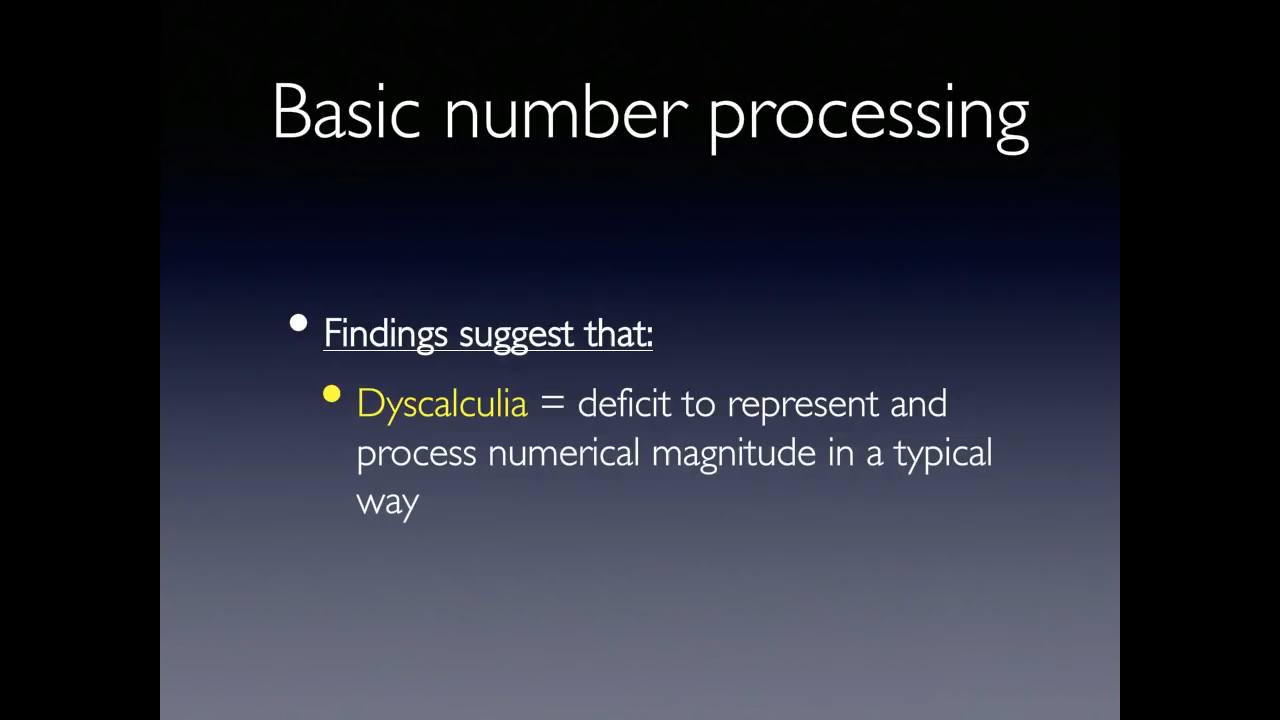 Basic number processing
• Findings suggest that:
• Dyscalculia = deficit to represent and
process numerical magnitude in a typical
way